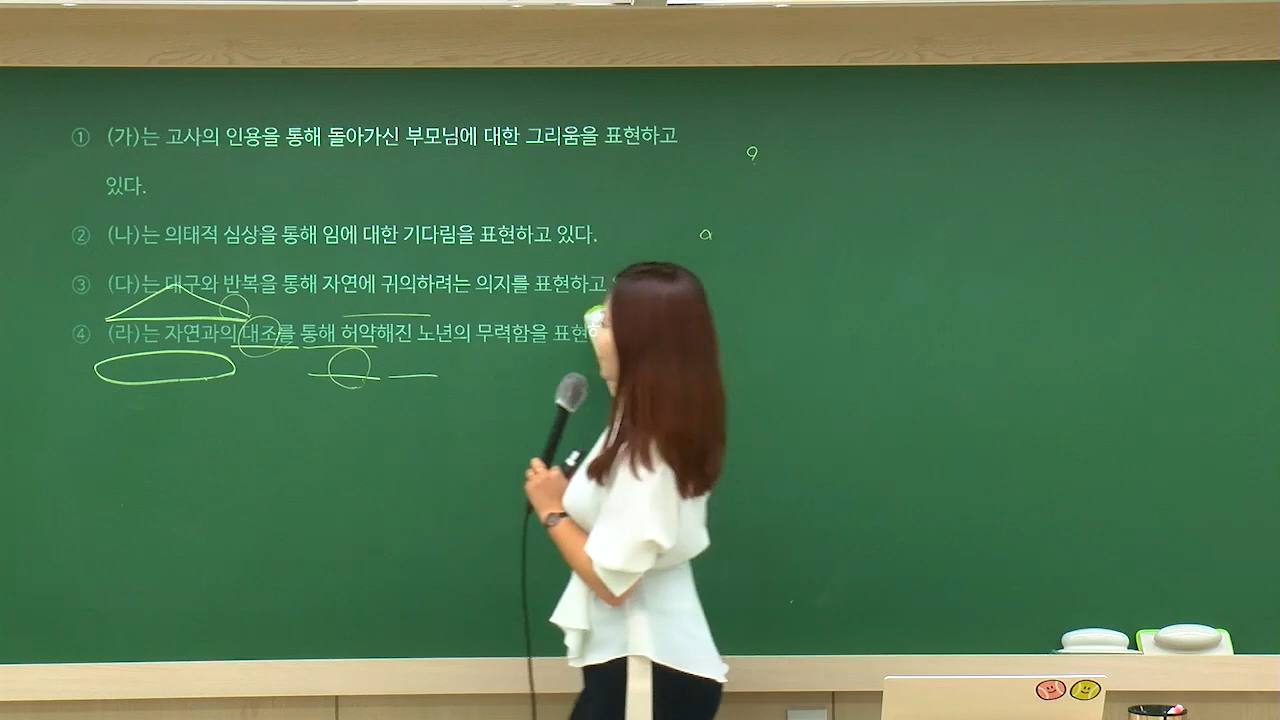 ① (가)는 고사의 인용을 통해 돌아가신 부모님에 대한 그리움을 표현하고
있다.
② (나)는 의태적 심상을 통해 임에 대한 기다림을 표현하고 있다.
③ (다)는 대구와 반복을 통해 자연에 귀의하려는 의지를 표현하고
④ (라)는 자연과의 대조를 통해 허약해진 노년의 무력함을